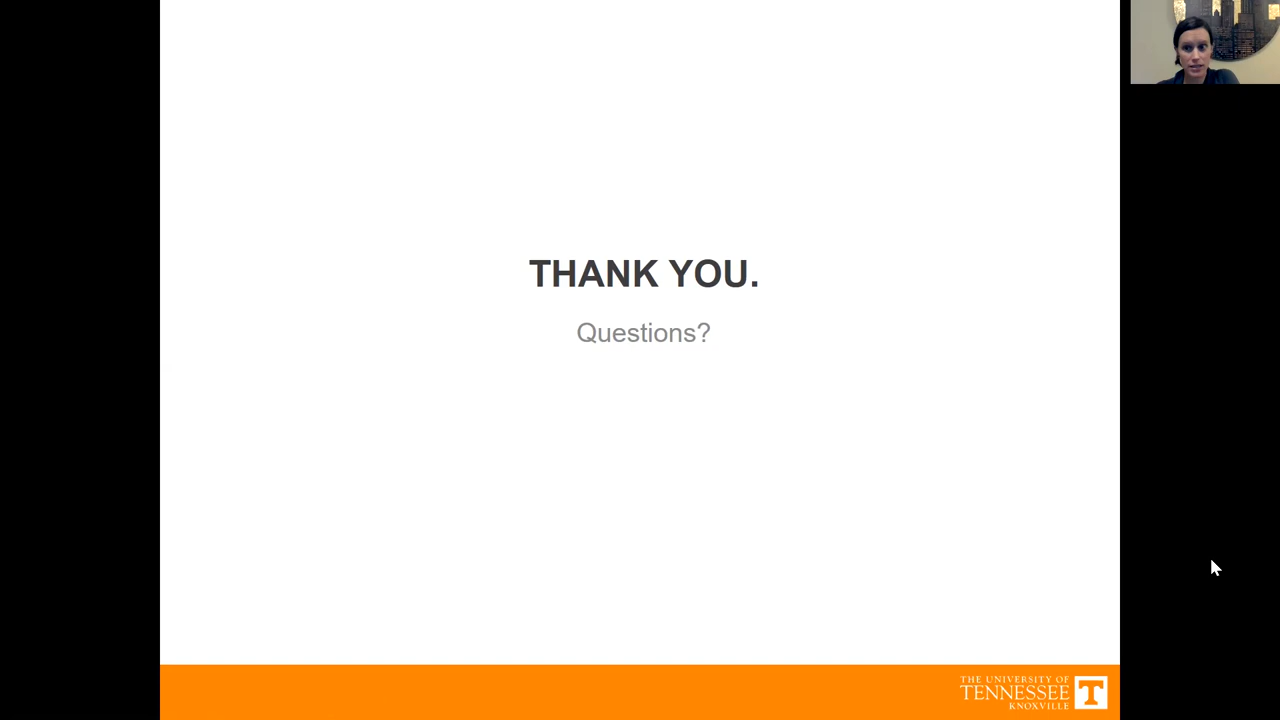 THANK YOU.
Questions?
THE UNIVERSITY OF
TENNESSEE
KNOXVILLE
T